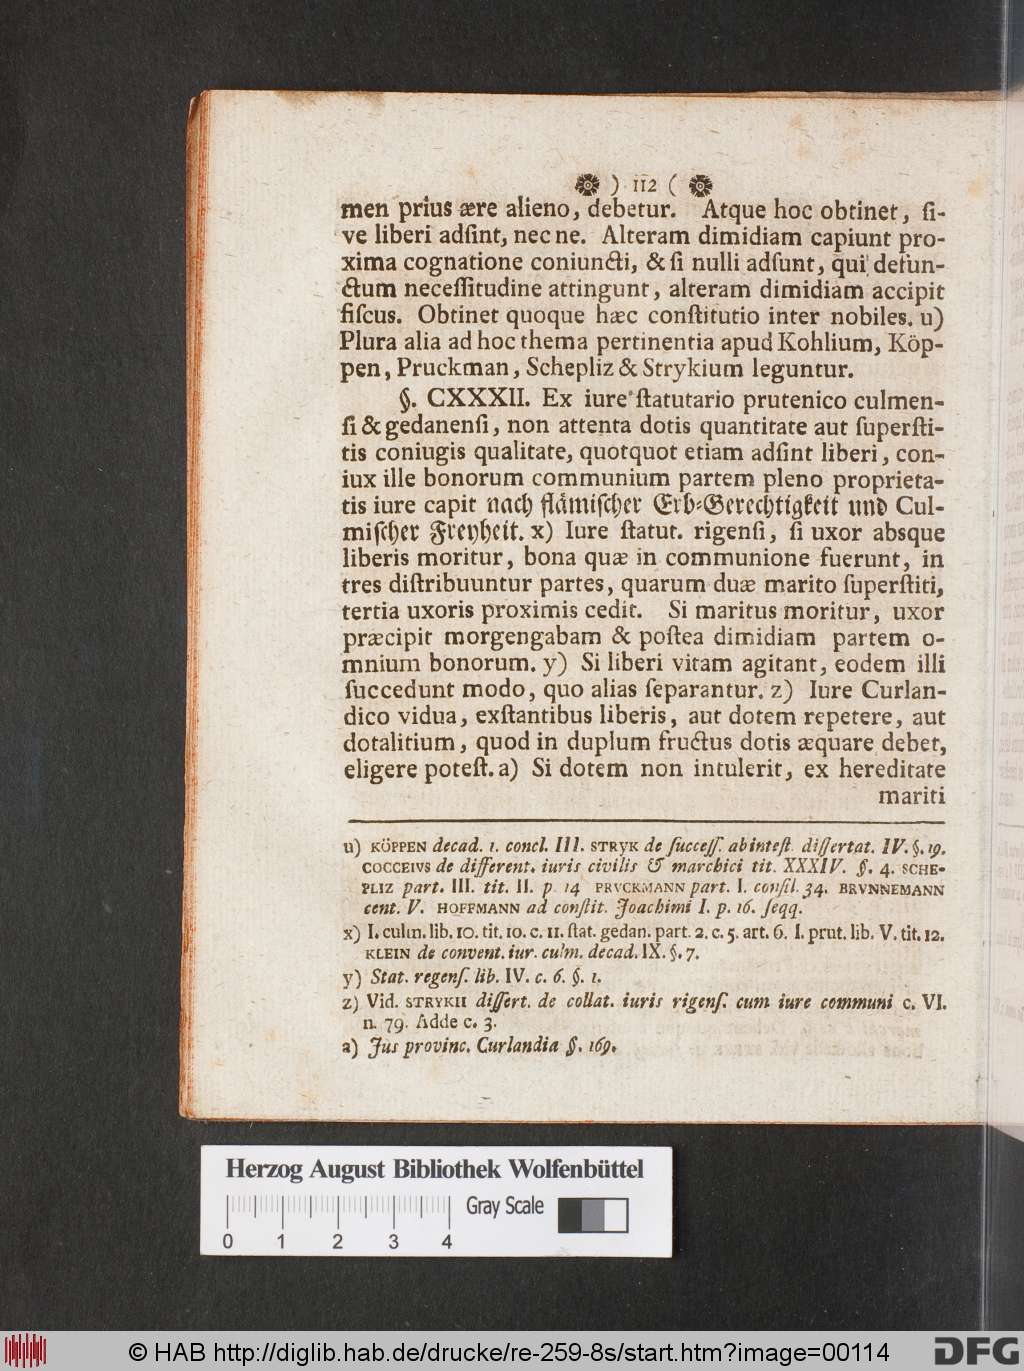 ) 112 (
men prius ære alieno, debetur. Atque hoc obtinet, ſi-
ve liberi adſint, nec ne. Alteram dimidiam capiunt pro-
xima cognatione coniuncti, & ſi nulli adſunt, qui defun-
ctum neceſſitudine attingunt, alteram dimidiam accipit
fiſcus. Obtinet quoque hæc conſtitutio inter nobiles. u)
Plura alia ad hoc thema pertinentia apud Kohlium, Köp-
pen, Pruckman, Schepliz & Strykium leguntur.
§. CXXXII. Ex iure ſtatutario prutenico culmen-
ſi & gedanenſi, non attenta dotis quantitate aut ſuperſti-
tis coniugis qualitate, quotquot etiam adſint liberi, con-
iux ille bonorum communium partem pleno proprieta-
tis iure capit nach flämiſcher Erb-Gerechtigkeit und Cul-
miſcher Freyheit. x) Iure ſtatut. rigenſi, ſi uxor absque
liberis moritur, bona quæ in communione fuerunt, in
tres diſtribuuntur partes, quarum duæ marito ſuperſtiti,
tertia uxoris proximis cedit. Si maritus moritur, uxor
præcipit morgengabam & poſtea dimidiam partem o-
mnium bonorum. y) Si liberi vitam agitant, eodem illi
ſuccedunt modo, quo alias ſeparantur. z) Iure Curlan-
dico vidua, exſtantibus liberis, aut dotem repetere, aut
dotalitium, quod in duplum fructus dotis æquare debet,
eligere poteſt. a) Si dotem non intulerit, ex hereditate
mariti
u) KÖPPEN decad. 1. concl. III. STRYK de ſucceſſ. ab inteſt. diſſertat. IV. §. 19.
COCCEIVS de different. iuris civilis & marchici tit. XXXIV. §. 4. SCHE-
PLIZ part. III. tit. II. p. 14 PRVCKMANN part. I. conſil. 34. BRVNNEMANN
cent. V. HOFFMANN ad conſtit. Joachimi I. p. 16. ſeqq.
x) I. culm. lib. 10. tit. 10. c. 11. ſtat. gedan. part. 2. c. 5. art. 6. I. prut. lib. V. tit. 12.
KLEIN de convent. iur. culm. decad. IX. §. 7.
y) Stat. regenſ. lib. IV. c. 6. §. 1.
z) Vid. STRYKII diſſert. de collat. iuris rigenſ. cum iure communi c. VI.
n. 79. Adde c. 3.
a) Jus provinc. Curlandia §. 169.
Herzog August Bibliothek Wolfenbüttel
Gray Scale
0 1 2 3 4
© HAB http://diglib.hab.de/drucke/re-259-8s/start.htm?image=00114
DFG